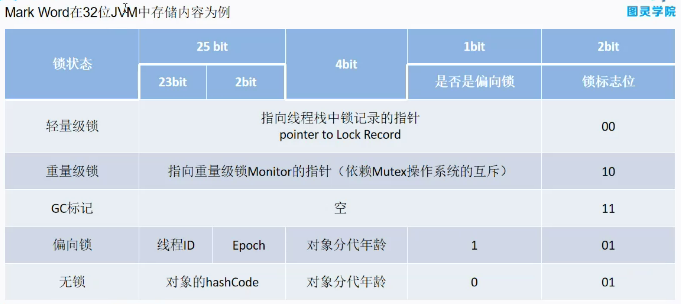 Mark Word在32位JVM中存储内容为例
图灵学院
锁状态 25 bit 4bit 1bit 2bit
23bit 2bit 是否是偏向锁 锁标志位
轻量级锁 指向线程栈中锁记录的指针 00
pointer to Lock Record
重量级锁 指向重量级锁Monitor的指针（依赖Mutex操作系统的互斥） 10
GC标记 空 11
偏向锁 线程ID Epoch 对象分代年龄 1 01
无锁 对象的hashCode 对象分代年龄 0 01